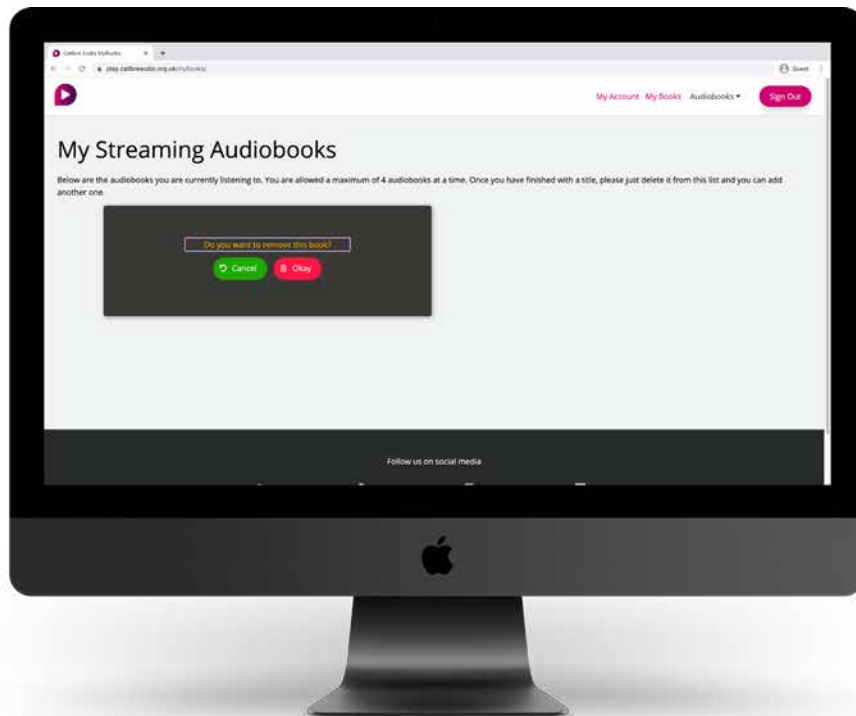 Calibre Audio MyBooks
play.calibreaudio.org.uk/mybooks/
Guest
My Account My Books Audiobooks
Sign Out
My Streaming Audiobooks
Below are the audiobooks you are currently listening to. You are allowed a maximum of 4 audiobooks at a time. Once you have finished with a title, please just delete it from this list and you can add
another one.
Do you want to remove this book?
Cancel Okay
Follow us on social media